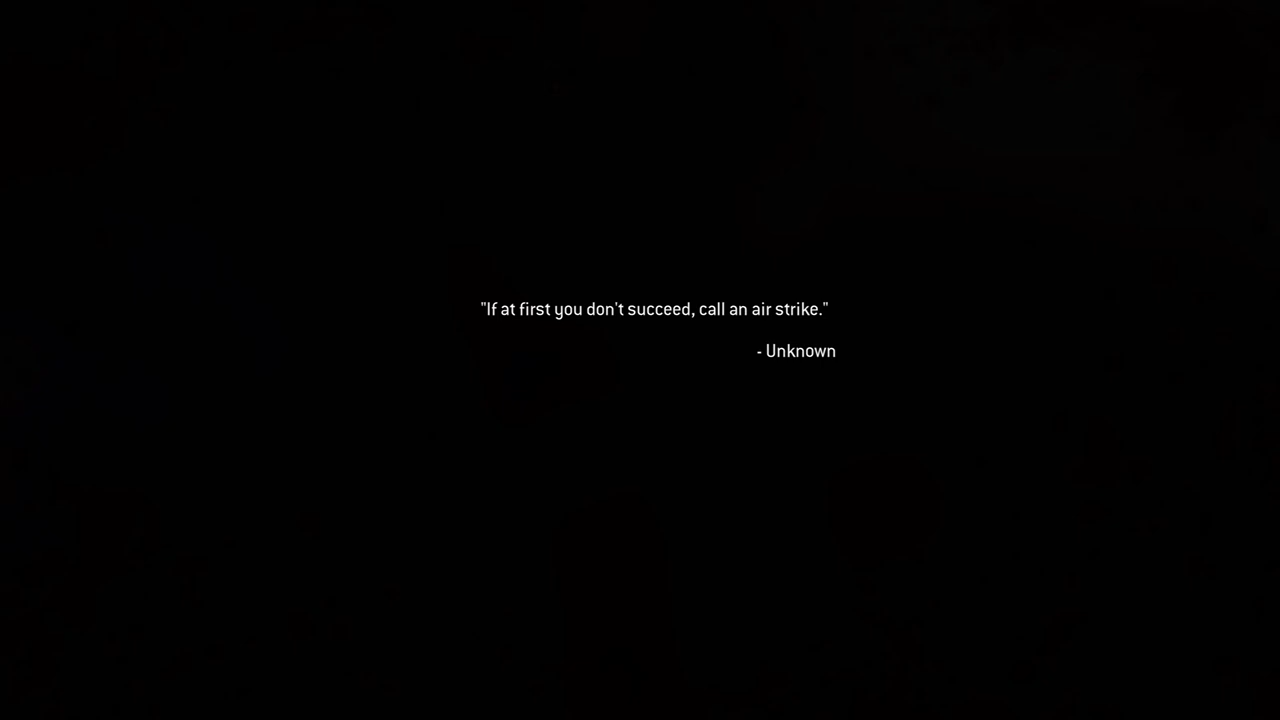 "If at first you don't succeed, call an air strike."
- Unknown